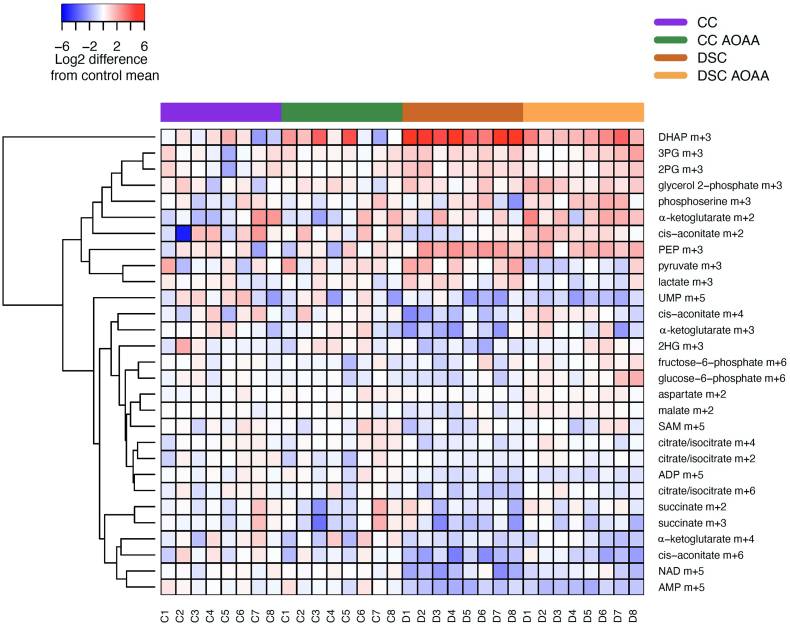 −6 −2 2 6
Log2 difference
from control mean
CC
CC AOAA
DSC
DSC AOAA
DHAP m+3
3PG m+3
2PG m+3
glycerol 2−phosphate m+3
phosphoserine m+3
α-ketoglutarate m+2
cis−aconitate m+2
PEP m+3
pyruvate m+3
lactate m+3
UMP m+5
cis−aconitate m+4
α-ketoglutarate m+3
2HG m+3
fructose−6−phosphate m+6
glucose−6−phosphate m+6
aspartate m+2
malate m+2
SAM m+5
citrate/isocitrate m+4
citrate/isocitrate m+2
ADP m+5
citrate/isocitrate m+6
succinate m+2
succinate m+3
α-ketoglutarate m+4
cis−aconitate m+6
NAD m+5
AMP m+5
C1 C2 C3 C4 C5 C6 C7 C8 C1 C2 C3 C4 C5 C6 C7 C8 D1 D2 D3 D4 D5 D6 D7 D8 D1 D2 D3 D4 D5 D6 D7 D8